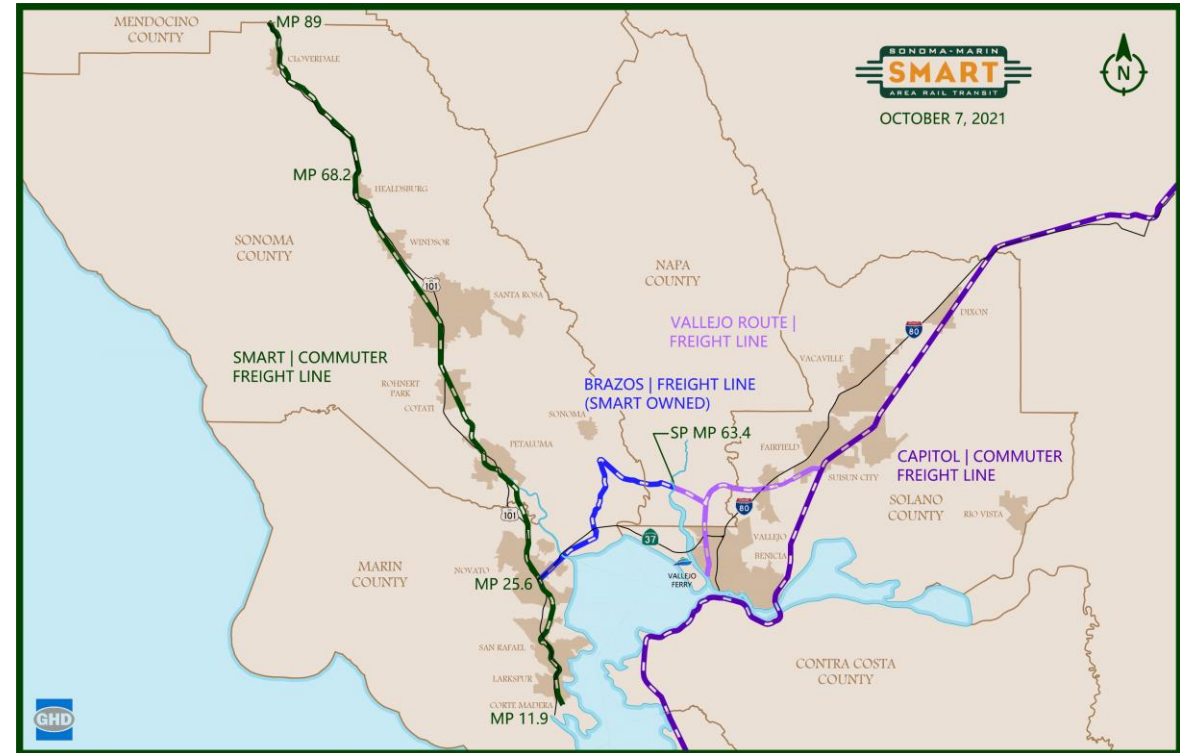 MENDOCINO
COUNTY
MP 89
CLOVERDALE
SONOMA-MARIN
SMART
AREA RAIL TRANSIT
N
OCTOBER 7, 2021
MP 68.2
HEALDSBURG
SONOMA
COUNTY
WINDSOR
101
SANTA ROSA
NAPA
COUNTY
DIXON
80
VALLEJO ROUTE |
FREIGHT LINE
VACAVILLE
SMART | COMMUTER
FREIGHT LINE
ROHNERT
PARK
COTATI
BRAZOS | FREIGHT LINE
(SMART OWNED)
SONOMA
SP MP 63.4
PETALUMA
FAIRFIELD
CAPITOL | COMMUTER
FREIGHT LINE
SUISUN CITY
SOLANO
COUNTY
RIO VISTA
101
80
37
VALLEJO
BENICIA
MARIN
COUNTY
NOVATO
MP 25.6
VALLEJO
FERRY
SAN RAFAEL
LARKSPUR
CORTE MADERA
MP 11.9
CONTRA COSTA
COUNTY
GHD